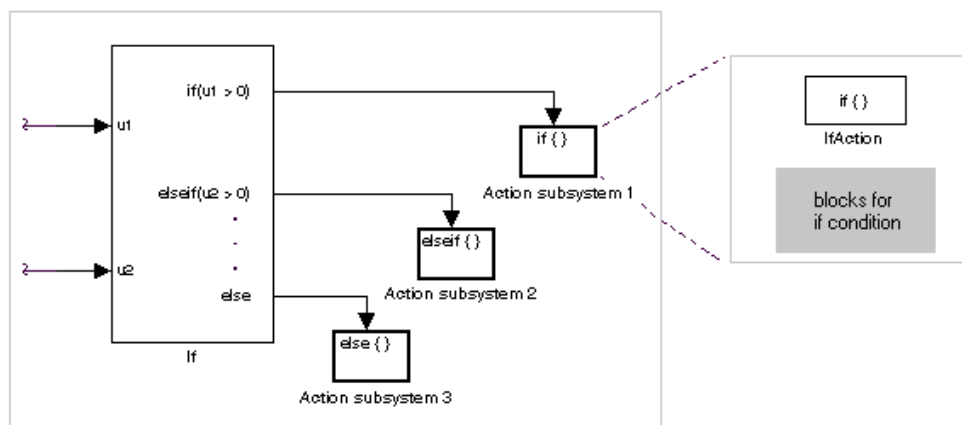 if(u1 > 0)
u1
if { }
Action subsystem 1
elseif(u2 > 0)
elseif { }
u2
Action subsystem 2
else
else { }
If
Action subsystem 3
if { }
IfAction
blocks for
if condition